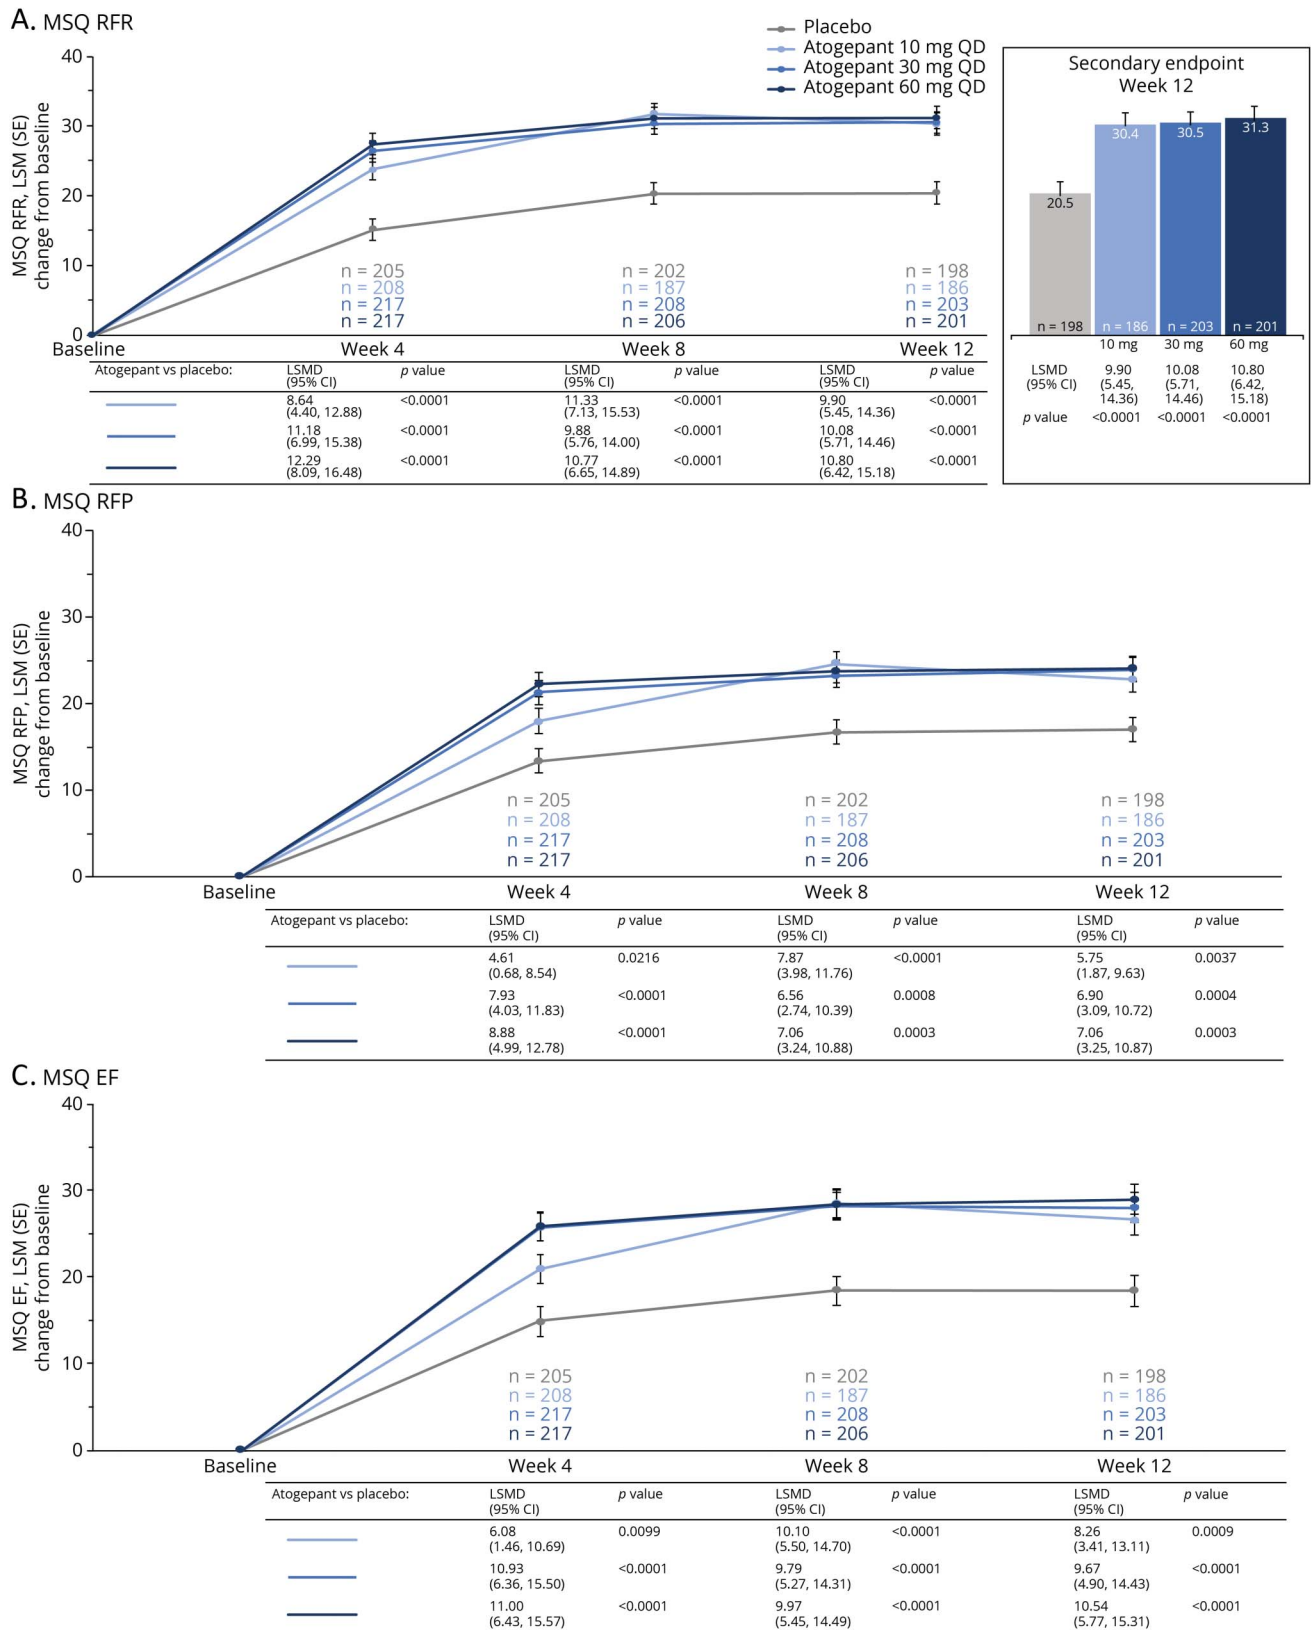 A. MSQ RFR
Placebo
Atogepant 10 mg QD
Atogepant 30 mg QD
Atogepant 60 mg QD
MSQ RFR, LSM (SE)
change from baseline
40
30
20
10
0
n = 205
n = 208
n = 217
n = 217
n = 202
n = 187
n = 208
n = 206
n = 198
n = 186
n = 203
n = 201
Baseline Week 4 Week 8 Week 12
Atogepant vs placebo: LSMD p value LSMD p value LSMD p value
(95% CI) (95% CI) (95% CI)
8.64 <0.0001 11.33 <0.0001 9.90 <0.0001
(4.40, 12.88) (7.13, 15.53) (5.45, 14.36)
11.18 <0.0001 9.88 <0.0001 10.08 <0.0001
(6.99, 15.38) (5.76, 14.00) (5.71, 14.46)
12.29 <0.0001 10.77 <0.0001 10.80 <0.0001
(8.09, 16.48) (6.65, 14.89) (6.42, 15.18)
Secondary endpoint
Week 12
20.5 30.4 30.5 31.3
n = 198 n = 186 n = 203 n = 201
10 mg 30 mg 60 mg
LSMD 9.90 10.08 10.80
(95% CI) (5.45, (5.71, (6.42,
14.36) 14.46) 15.18)
p value <0.0001 <0.0001 <0.0001
B. MSQ RFP
MSQ RFP, LSM (SE)
change from baseline
40
30
20
10
0
n = 205
n = 208
n = 217
n = 217
n = 202
n = 187
n = 208
n = 206
n = 198
n = 186
n = 203
n = 201
Baseline Week 4 Week 8 Week 12
Atogepant vs placebo: LSMD p value LSMD p value LSMD p value
(95% CI) (95% CI) (95% CI)
4.61 0.0216 7.87 <0.0001 5.75 0.0037
(0.68, 8.54) (3.98, 11.76) (1.87, 9.63)
7.93 <0.0001 6.56 0.0008 6.90 0.0004
(4.03, 11.83) (2.74, 10.39) (3.09, 10.72)
8.88 <0.0001 7.06 0.0003 7.06 0.0003
(4.99, 12.78) (3.24, 10.88) (3.25, 10.87)
C. MSQ EF
MSQ EF, LSM (SE)
change from baseline
40
30
20
10
0
n = 205
n = 208
n = 217
n = 217
n = 202
n = 187
n = 208
n = 206
n = 198
n = 186
n = 203
n = 201
Baseline Week 4 Week 8 Week 12
Atogepant vs placebo: LSMD p value LSMD p value LSMD p value
(95% CI) (95% CI) (95% CI)
6.08 0.0099 10.10 <0.0001 8.26 0.0009
(1.46, 10.69) (5.50, 14.70) (3.41, 13.11)
10.93 <0.0001 9.79 <0.0001 9.67 <0.0001
(6.36, 15.50) (5.27, 14.31) (4.90, 14.43)
11.00 <0.0001 9.97 <0.0001 10.54 <0.0001
(6.43, 15.57) (5.45, 14.49) (5.77, 15.31)